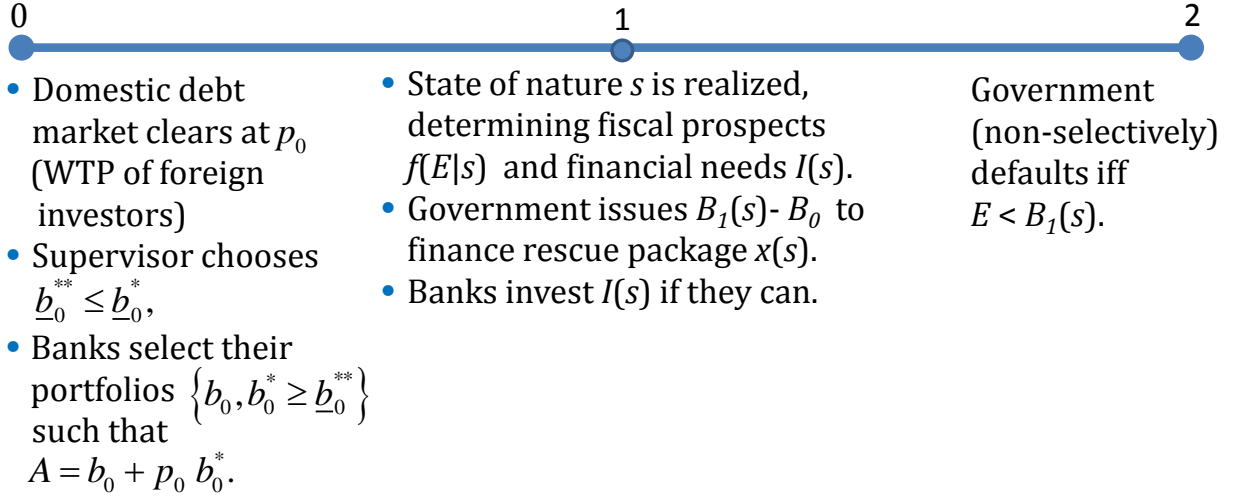 0
1
2
• Domestic debt
market clears at p₀
(WTP of foreign
investors)
• Supervisor chooses
b̲₀** ≤ b̲₀*,
• Banks select their
portfolios {b₀, b₀* ≥ b̲₀**}
such that
A = b₀ + p₀ b₀*.
• State of nature s is realized,
determining fiscal prospects
f(E|s) and financial needs I(s).
• Government issues B₁(s)- B₀ to
finance rescue package x(s).
• Banks invest I(s) if they can.
Government
(non-selectively)
defaults iff
E < B₁(s).